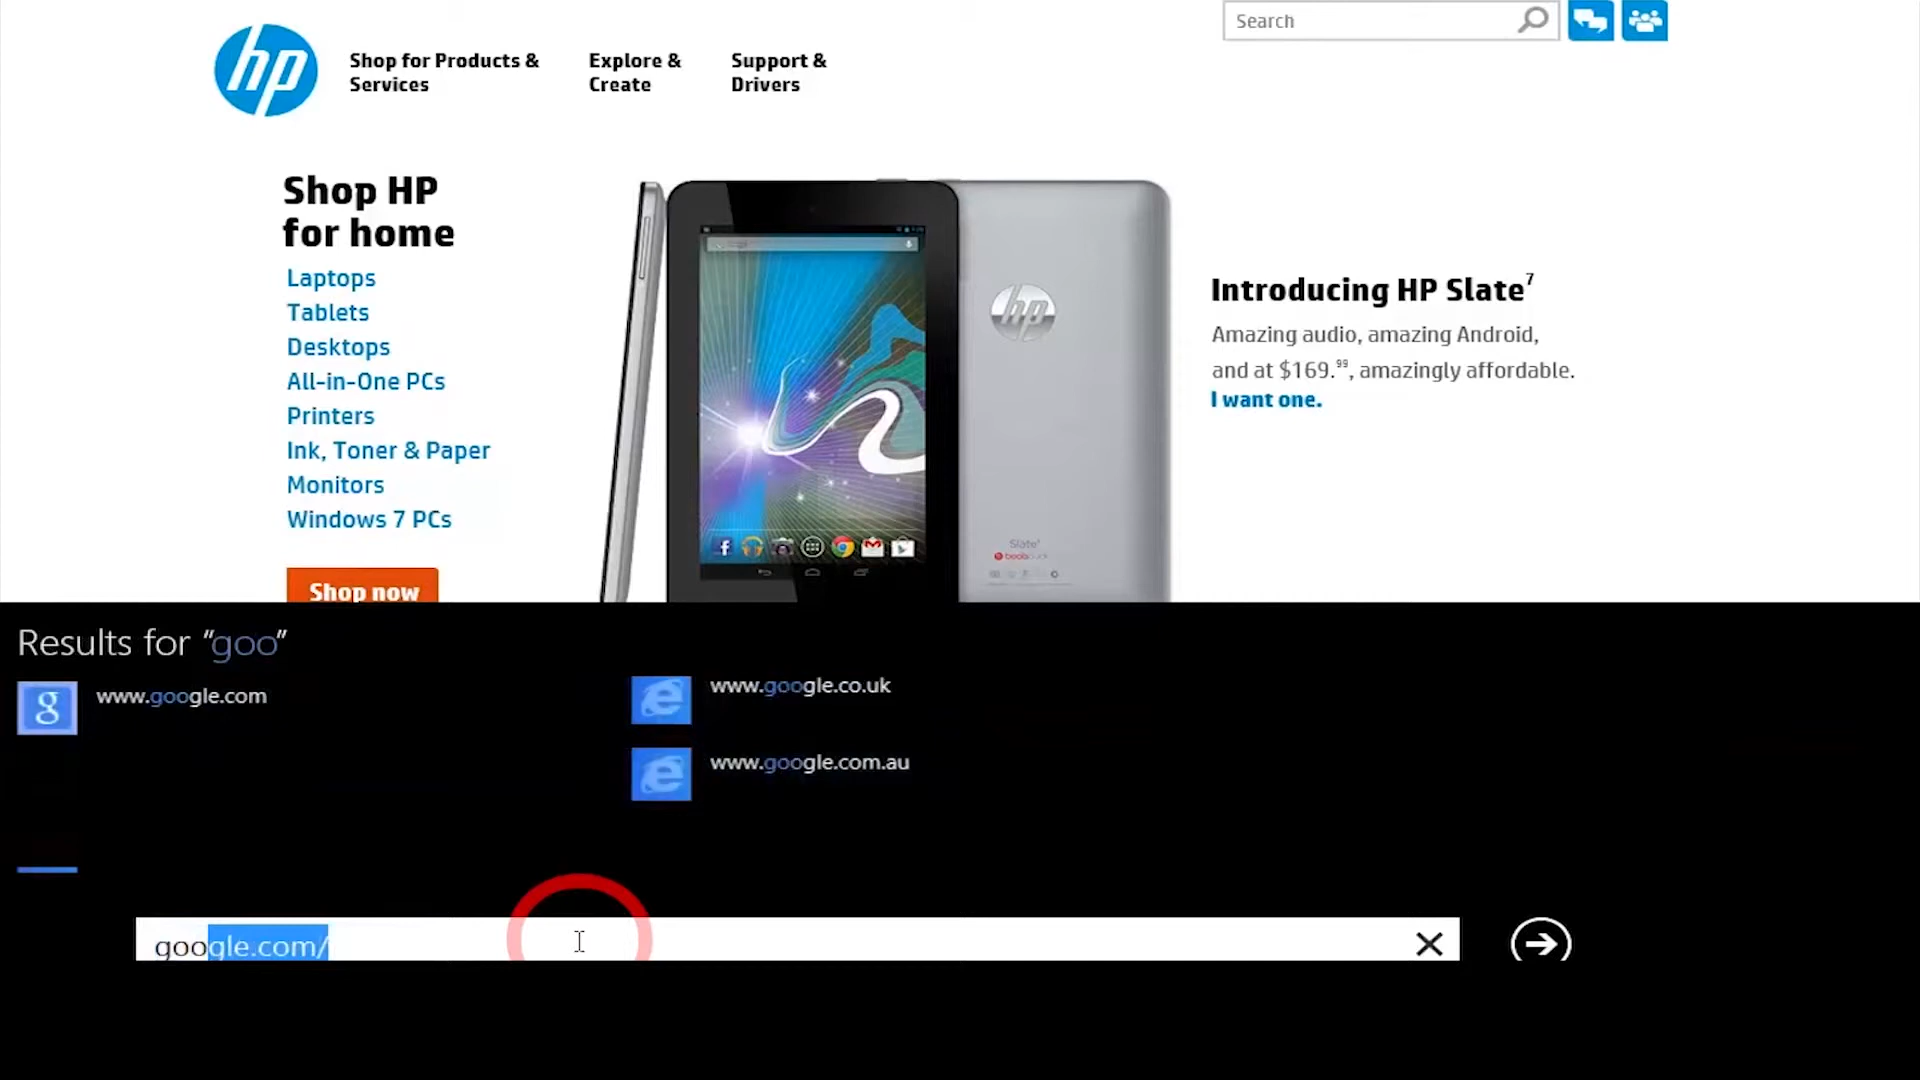 hp
Shop for Products &
Services
Explore &
Create
Support &
Drivers
Search
Shop HP
for home
Laptops
Tablets
Desktops
All-in-One PCs
Printers
Ink, Toner & Paper
Monitors
Windows 7 PCs
Shop now
hp
Slate7
Introducing HP Slate7
Amazing audio, amazing Android,
and at $169.99, amazingly affordable.
I want one.
Results for "goo"
g
www.google.com
www.google.co.uk
www.google.com.au
google.com/